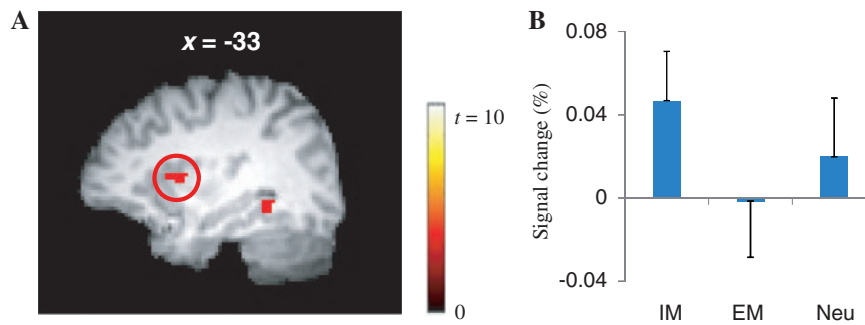 A
x = -33
t = 10
0
B
Signal change (%)
0.08
0.04
0
-0.04
IM EM Neu